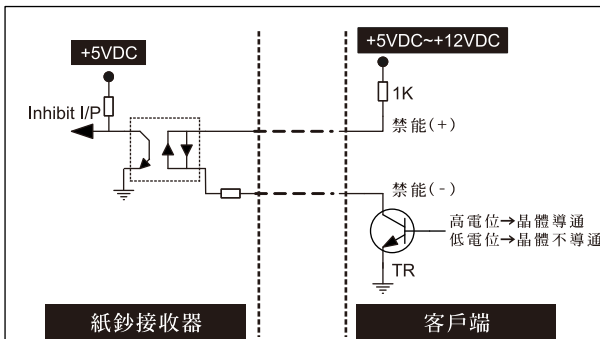 +5VDC
+5VDC~+12VDC
1K
Inhibit I/P
禁能(+)
禁能(-)
高電位→晶體導通
低電位→晶體不導通
TR
紙鈔接收器
客戶端